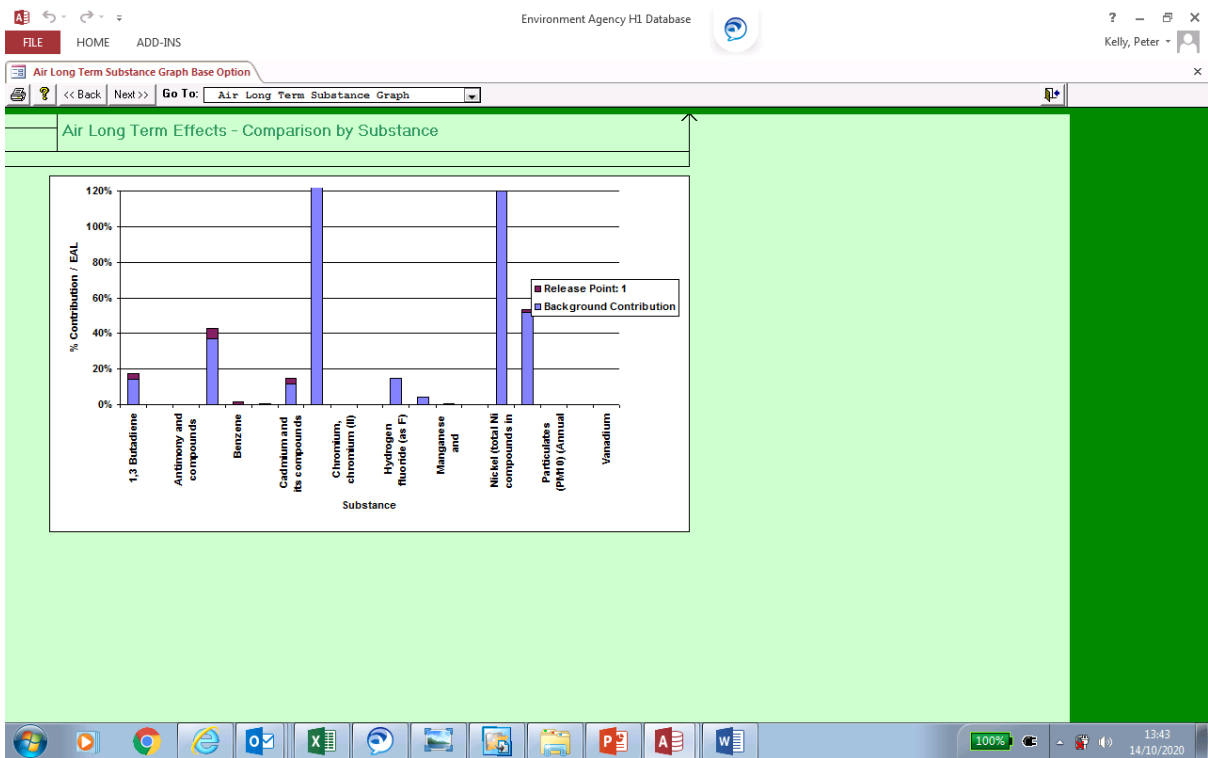 Environment Agency H1 Database
? 
FILE HOME ADD-INS
Kelly, Peter
Air Long Term Substance Graph Base Option
? << Back Next >> Go To: Air Long Term Substance Graph
Air Long Term Effects - Comparison by Substance
120%
100%
80%
60%
40%
20%
0%
% Contribution / EAL
Release Point: 1
Background Contribution
1,3 Butadiene
Antimony and
compounds
Benzene
Cadmium and
its compounds
Chromium,
chromium (II)
Hydrogen
fluoride (as F)
Manganese
and
Nickel (total Ni
compounds in
Particulates
(PM10) (Annual
Vanadium
Substance
100%
13:43
14/10/2020